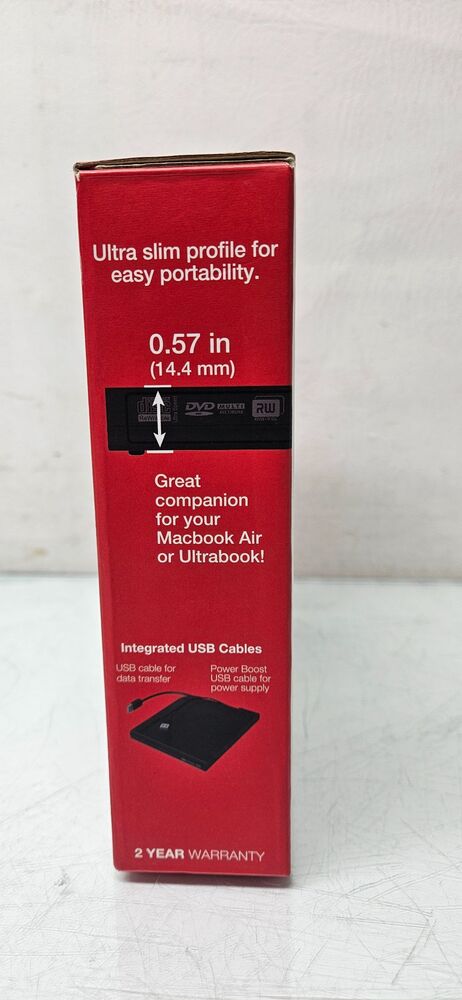 Ultra slim profile for
easy portability.
0.57 in
(14.4 mm)
DVD MULTI
RW
Great
companion
for your
Macbook Air
or Ultrabook!
Integrated USB Cables
USB cable for
data transfer
Power Boost
USB cable for
power supply
2 YEAR WARRANTY